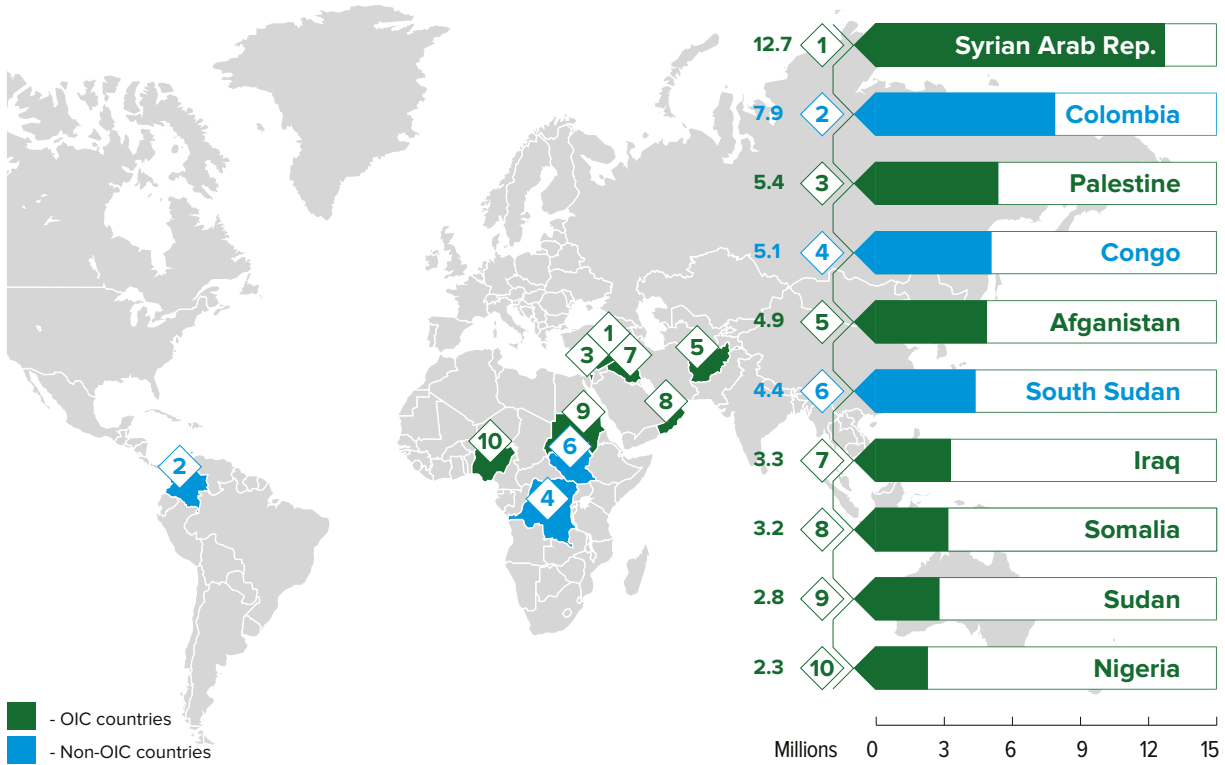 12.7 1 Syrian Arab Rep.
7.9 2 Colombia
5.4 3 Palestine
5.1 4 Congo
4.9 5 Afganistan
4.4 6 South Sudan
3.3 7 Iraq
3.2 8 Somalia
2.8 9 Sudan
2.3 10 Nigeria
Millions 0 3 6 9 12 15
1
3 7 5
8
9
10 6
2
4
- OIC countries
- Non-OIC countries